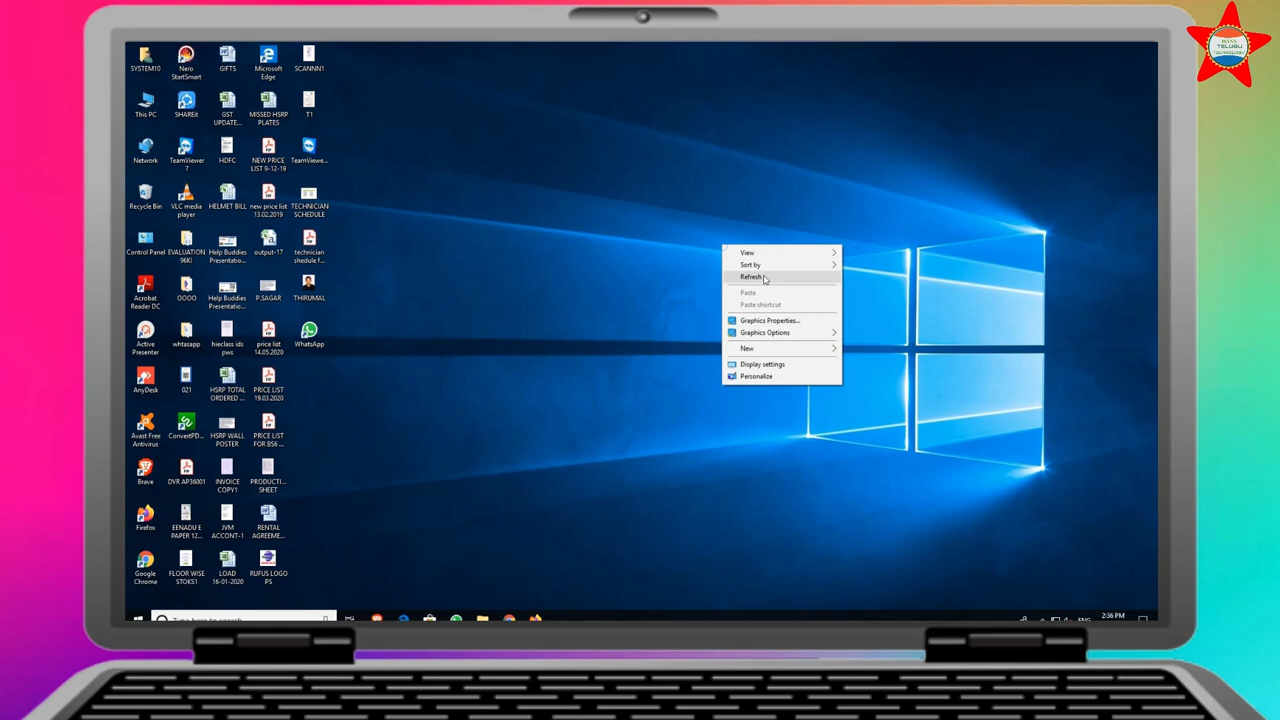 SYSTEM10
Nero
StartSmart
GIFTS
Microsoft
Edge
SCANNN1
This PC
SHAREit
GST
UPDATE...
MISSED HSRP
PLATES
T1
Network
TeamViewer
7
HDFC
NEW PRICE
LIST 9-12-19
TeamViewe...
Recycle Bin
VLC media
player
HELMET BILL
new price list
13.02.2019
TECHNICIAN
SCHEDULE
Control Panel
EVALUATION
96KI
Help Buddies
Presentatio...
output-17
technician
shedule f...
Acrobat
Reader DC
OOOO
Help Buddies
Presentatio...
P.SAGAR
THIRUMAL
Active
Presenter
whtasapp
hieclass ids
pws
price list
14.05.2020
WhatsApp
AnyDesk
021
HSRP TOTAL
ORDERED ...
PRICE LIST
19.03-2020
Avast Free
Antivirus
ConvertPD...
HSRP WALL
POSTER
PRICE LIST
FOR BS6 ...
Brave
DVR AP36001
INVOICE
COPY1
PRODUCTI...
SHEET
Firefox
EENADU E
PAPER 12...
JVM
ACCONT-1
RENTAL
AGREEME...
Google
Chrome
FLOOR WISE
STOKS1
LOAD
16-01-2020
RUFUS LOGO
PS
View
Sort by
Refresh
Paste
Paste shortcut
Graphics Properties...
Graphics Options
New
Display settings
Personalize
Type here to search
ENG
2:36 PM
MANA
TELUGU
TECHNOLOGY